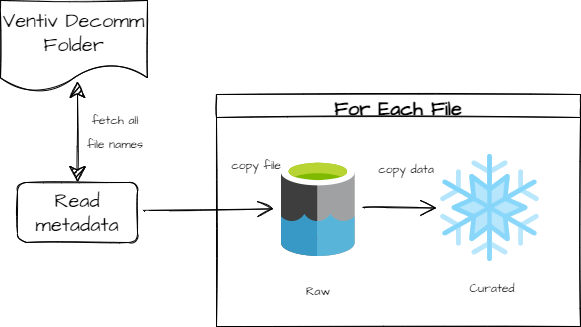 Ventiv Decomm
Folder
fetch all
file names
Read
metadata
For Each File
copy file
copy data
Raw
Curated